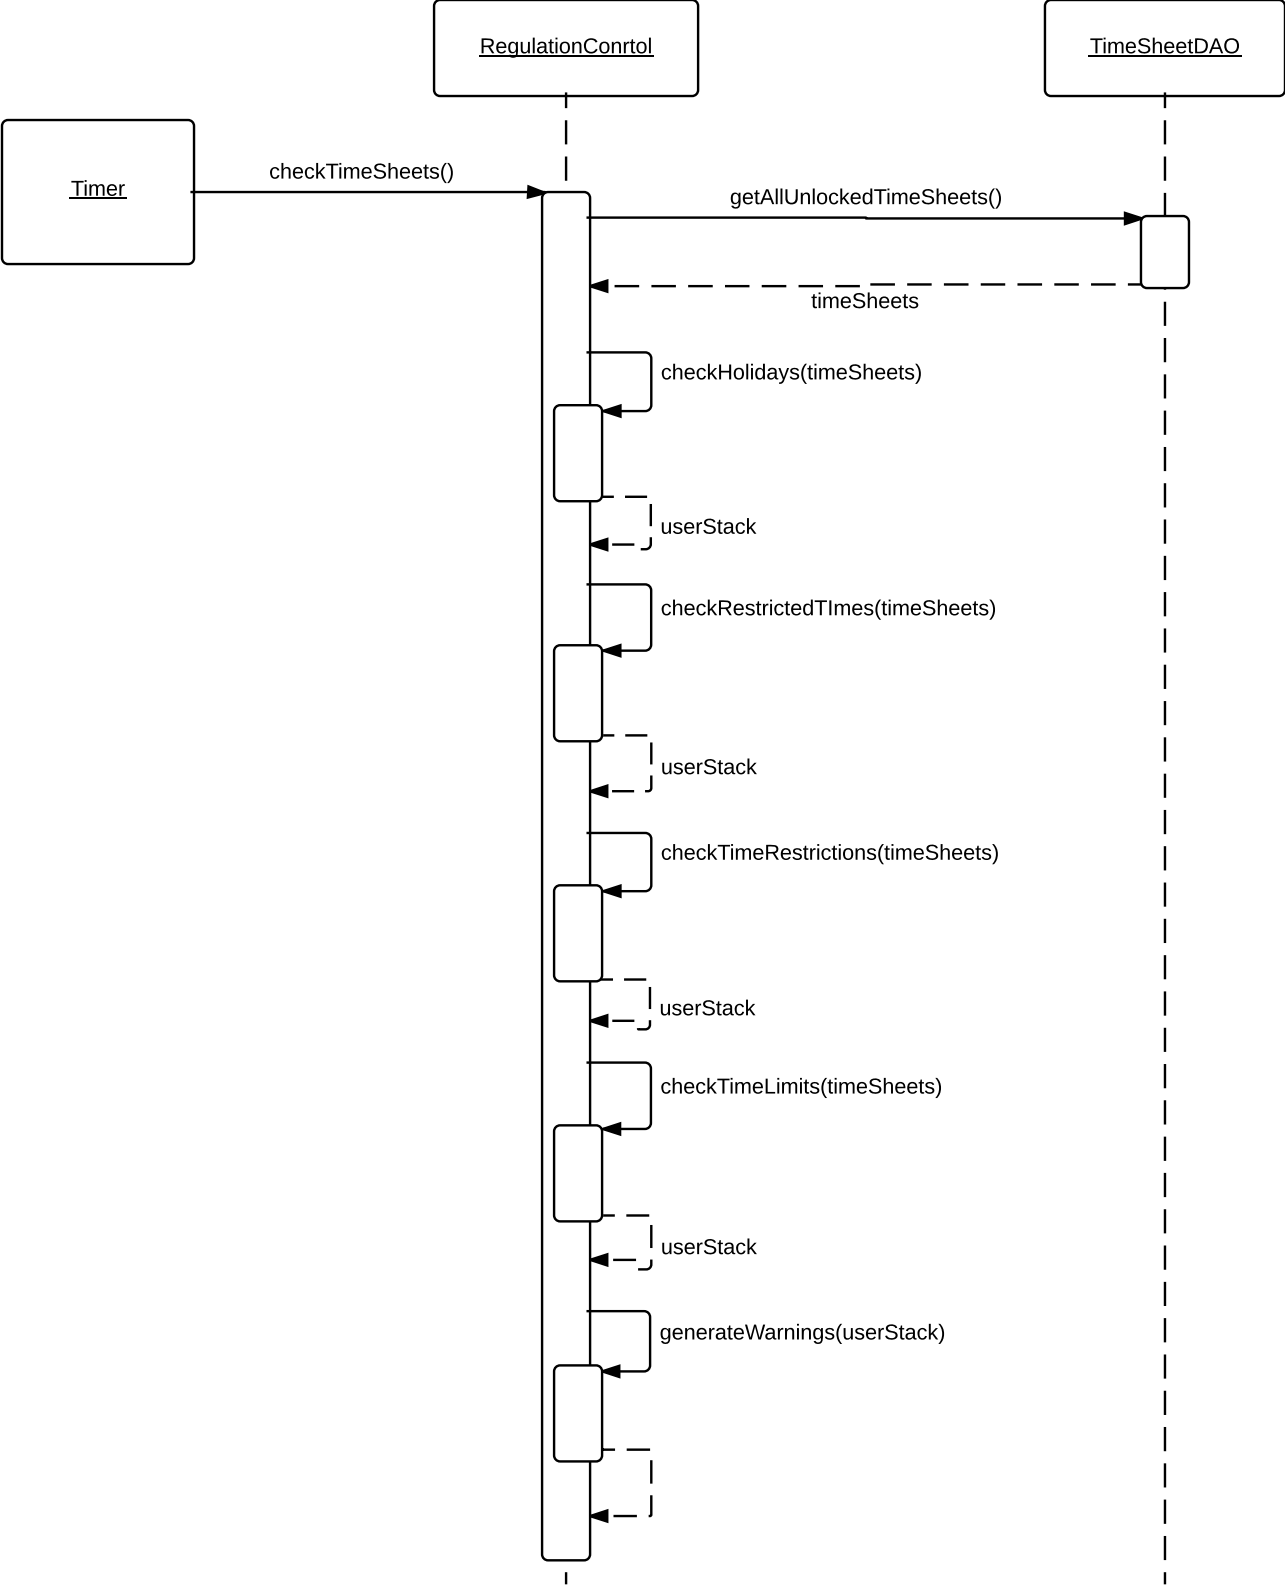 RegulationConrtol
TimeSheetDAO
Timer
checkTimeSheets()
getAllUnlockedTimeSheets()
timeSheets
checkHolidays(timeSheets)
userStack
checkRestrictedTImes(timeSheets)
userStack
checkTimeRestrictions(timeSheets)
userStack
checkTimeLimits(timeSheets)
userStack
generateWarnings(userStack)